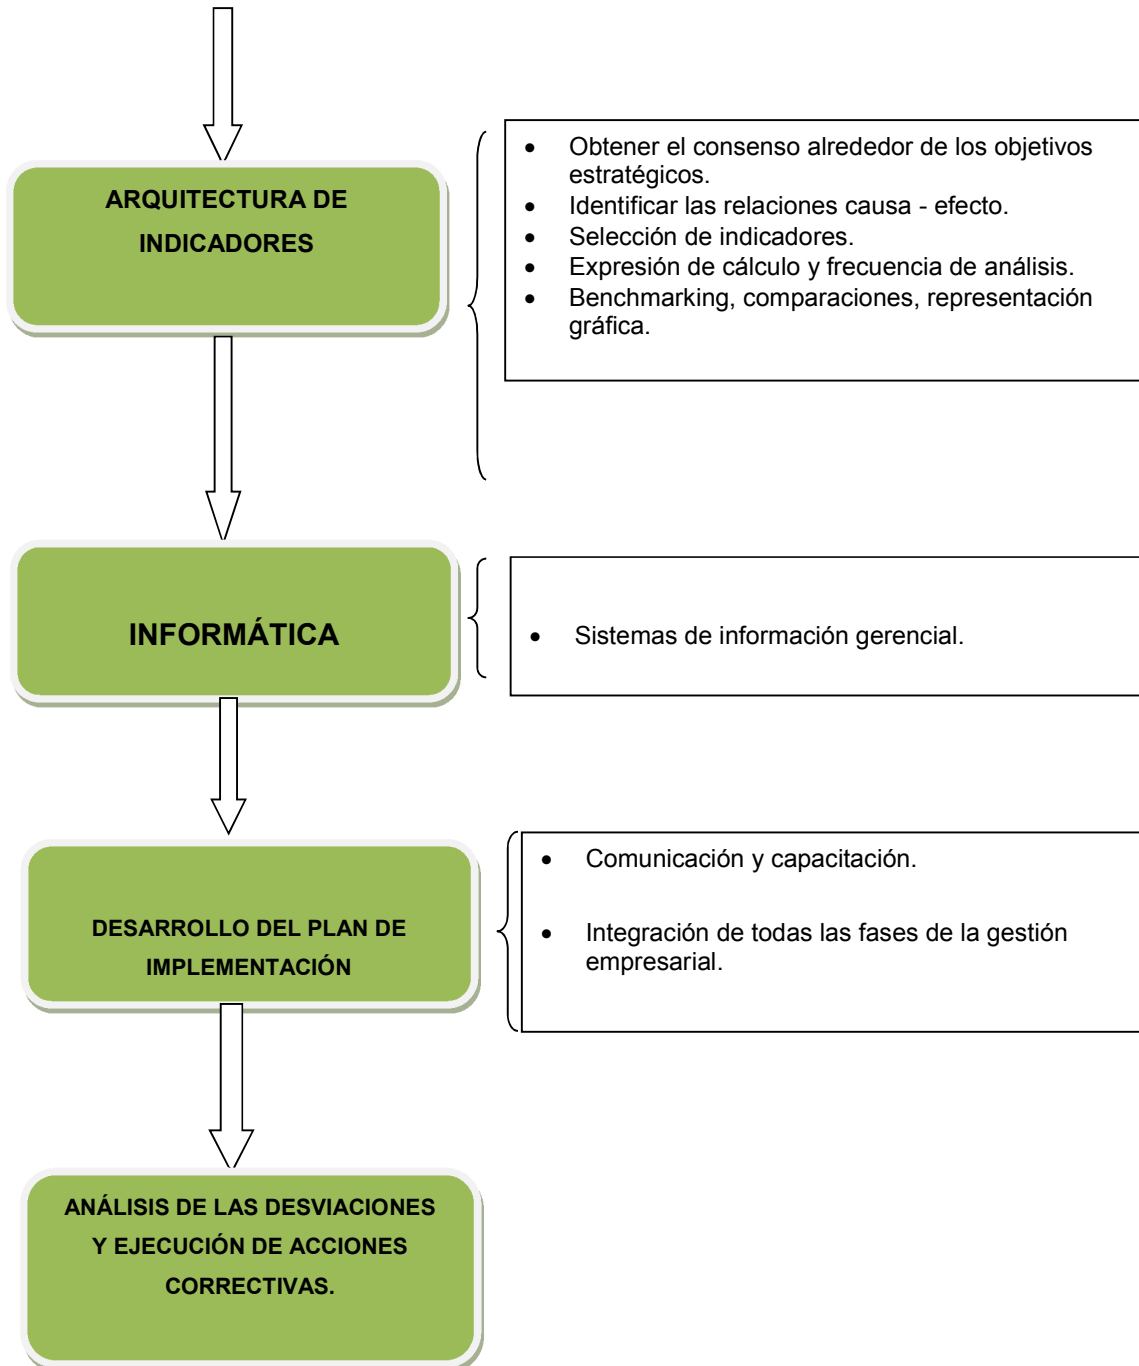 ARQUITECTURA DE
INDICADORES
• Obtener el consenso alrededor de los objetivos
estratégicos.
• Identificar las relaciones causa - efecto.
• Selección de indicadores.
• Expresión de cálculo y frecuencia de análisis.
• Benchmarking, comparaciones, representación
gráfica.
INFORMÁTICA
• Sistemas de información gerencial.
DESARROLLO DEL PLAN DE
IMPLEMENTACIÓN
• Comunicación y capacitación.
• Integración de todas las fases de la gestión
empresarial.
ANÁLISIS DE LAS DESVIACIONES
Y EJECUCIÓN DE ACCIONES
CORRECTIVAS.